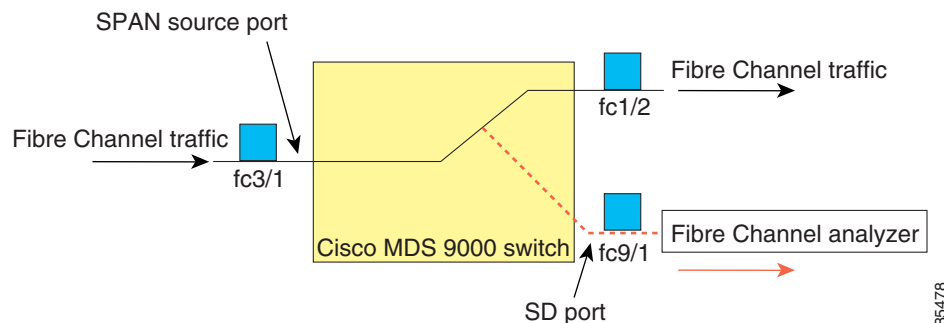 SPAN source port
Fibre Channel traffic
fc1/2
Fibre Channel traffic
fc3/1
Cisco MDS 9000 switch
fc9/1
Fibre Channel analyzer
SD port
85478